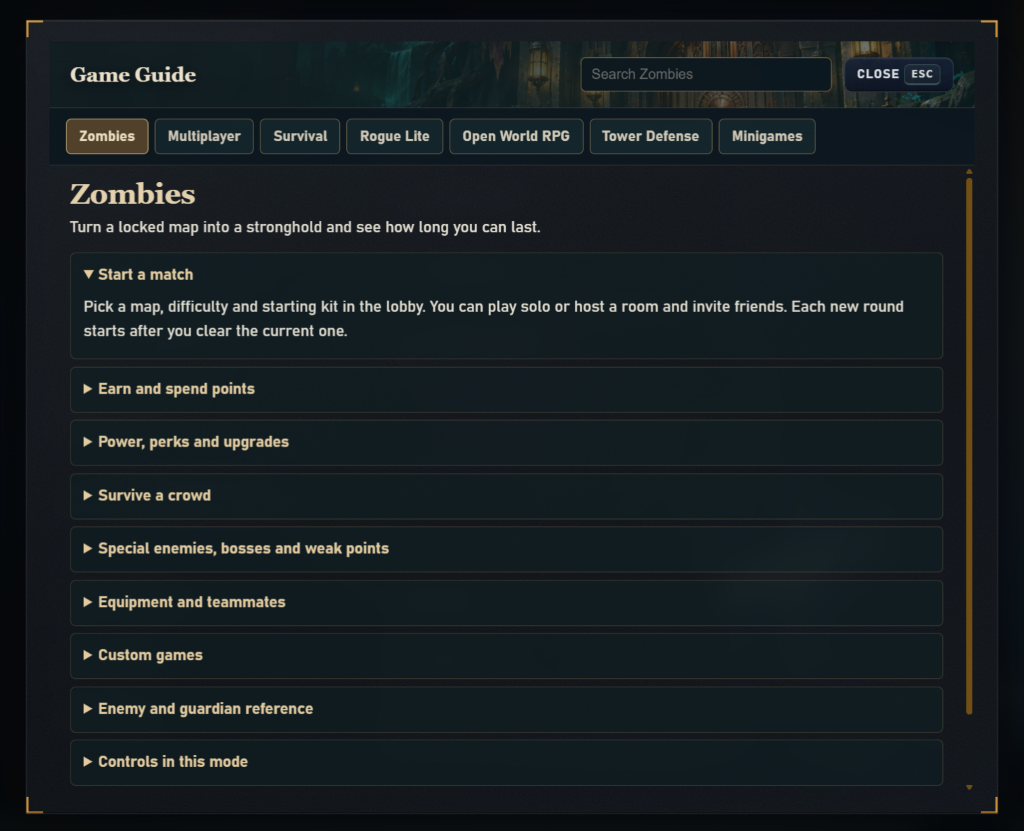 Game Guide
Search Zombies
CLOSE ESC
Zombies Multiplayer Survival Rogue Lite Open World RPG Tower Defense Minigames
Zombies
Turn a locked map into a stronghold and see how long you can last.
Start a match
Pick a map, difficulty and starting kit in the lobby. You can play solo or host a room and invite friends. Each new round
starts after you clear the current one.
Earn and spend points
Power, perks and upgrades
Survive a crowd
Special enemies, bosses and weak points
Equipment and teammates
Custom games
Enemy and guardian reference
Controls in this mode